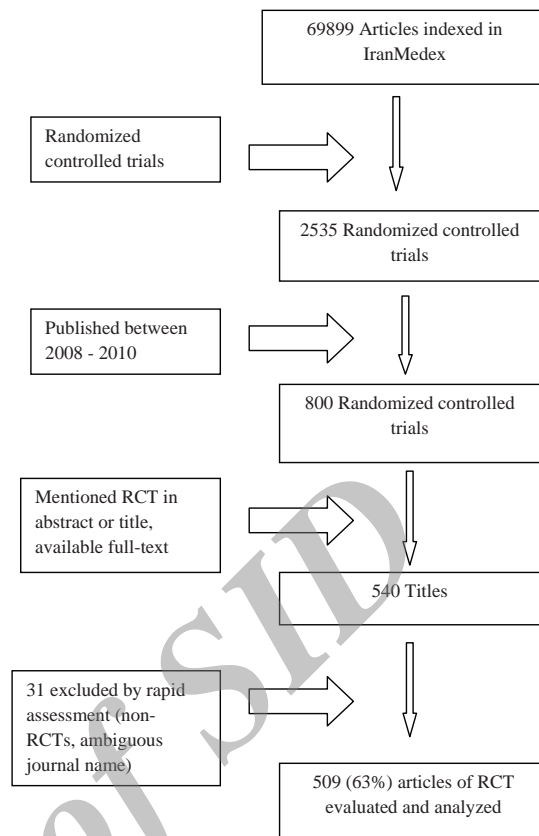 69899 Articles indexed in
IranMedex
Randomized
controlled trials
2535 Randomized controlled
trials
Published between
2008 - 2010
800 Randomized controlled
trials
Mentioned RCT in
abstract or title,
available full-text
540 Titles
31 excluded by rapid
assessment (non-
RCTs, ambiguous
journal name)
509 (63%) articles of RCT
evaluated and analyzed
of SID